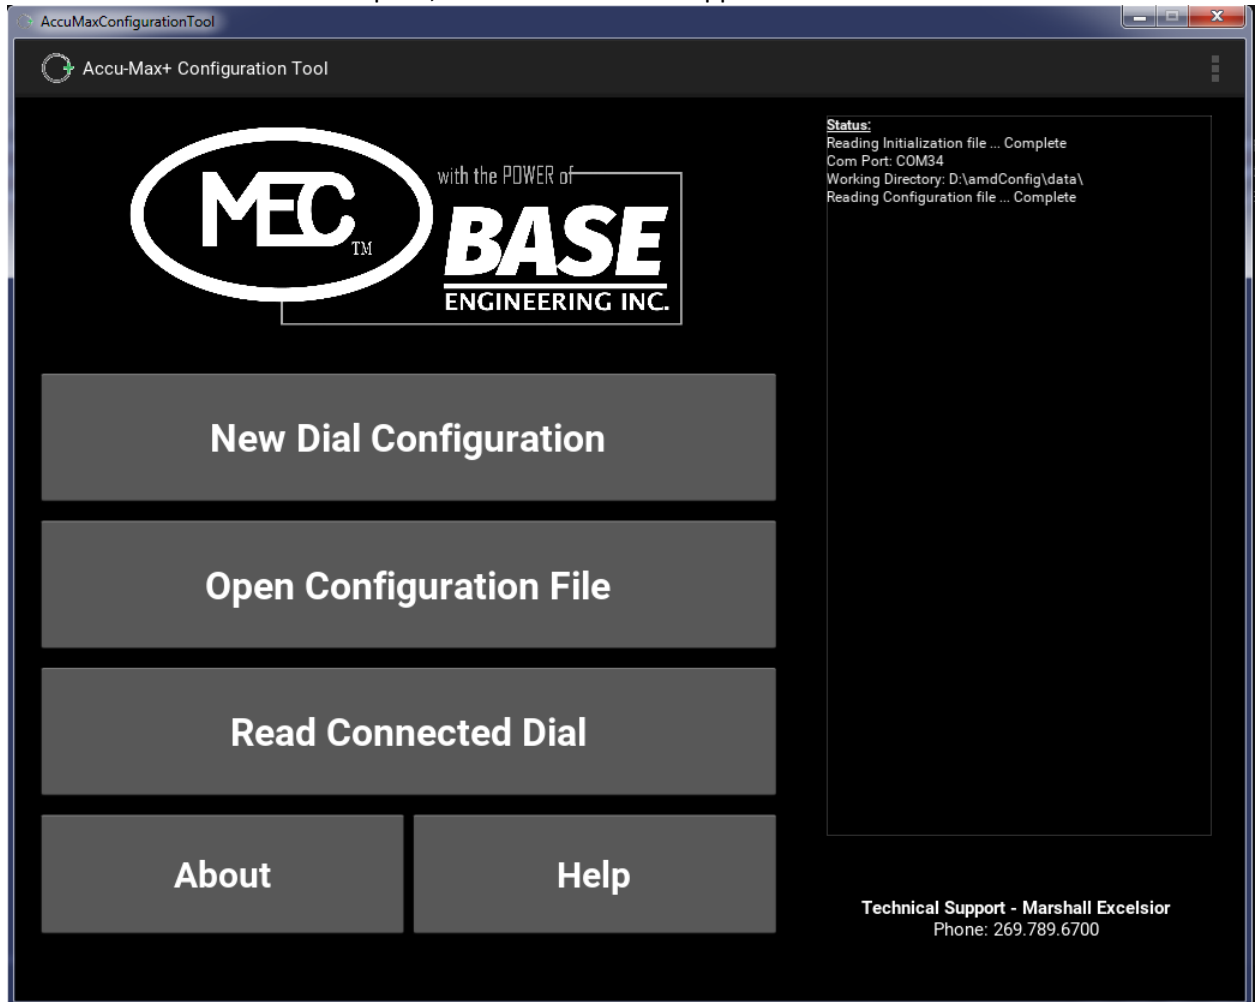 AccuMaxConfigurationTool
Accu-Max+ Configuration Tool
MEC TM
with the POWER of
BASE
ENGINEERING INC.
New Dial Configuration
Open Configuration File
Read Connected Dial
About
Help
Status:
Reading Initialization file ... Complete
Com Port: COM34
Working Directory: D:\amdConfig\data\
Reading Configuration file ... Complete
Technical Support - Marshall Excelsior
Phone: 269.789.6700